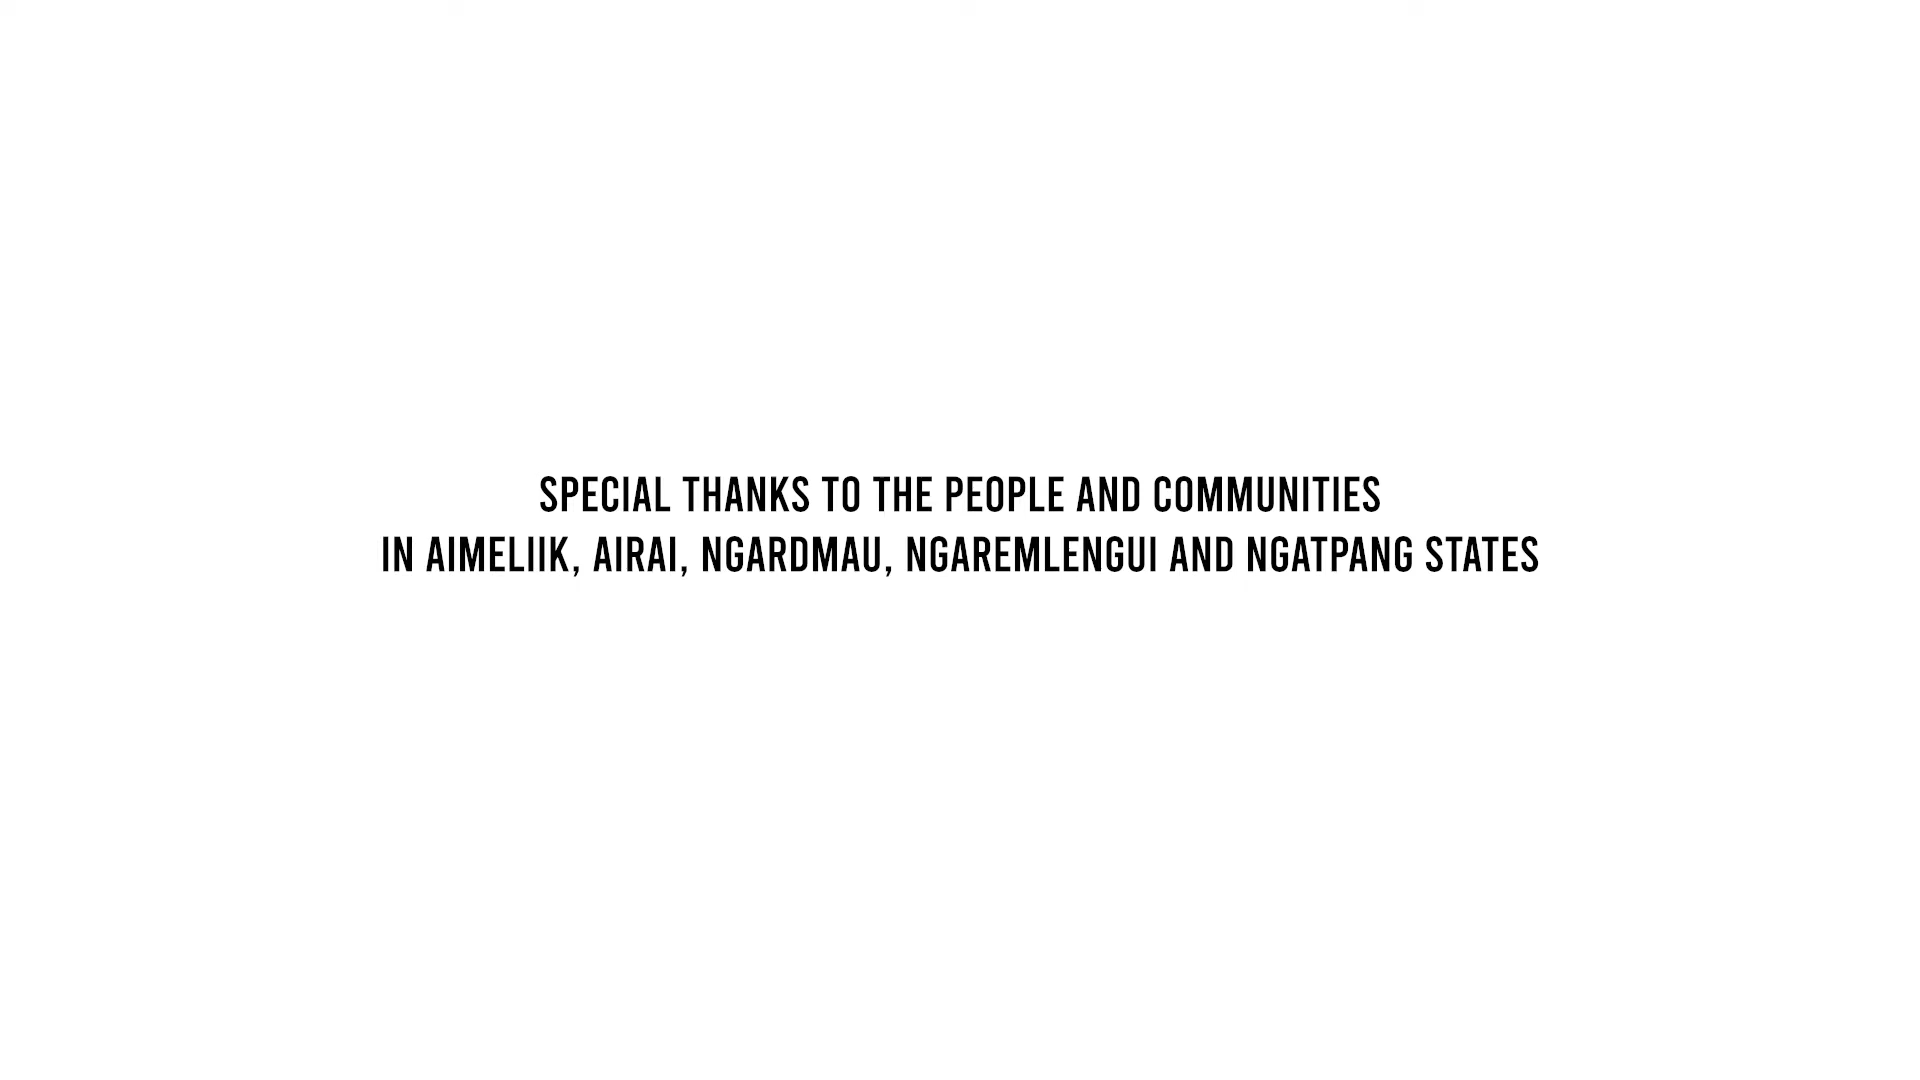 SPECIAL THANKS TO THE PEOPLE AND COMMUNITIES
IN AIMELIIK, AIRAI, NGARDMAU, NGAREMLENGUI AND NGATPANG STATES